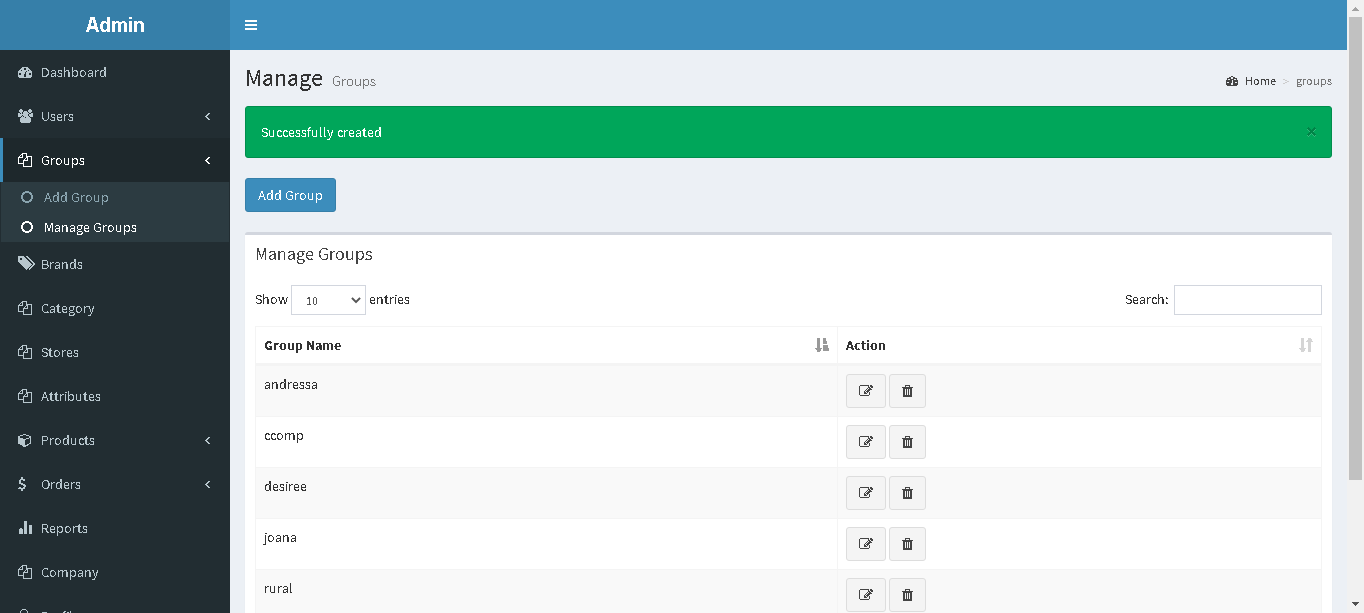 Admin
Dashboard
Users
Groups
Add Group
Manage Groups
Brands
Category
Stores
Attributes
Products
Orders
Reports
Company
Manage Groups
Home > groups
Successfully created ×
Add Group
Manage Groups
Show 10 entries
Search:
Group Name Action
andressa
ccomp
desiree
joana
rural